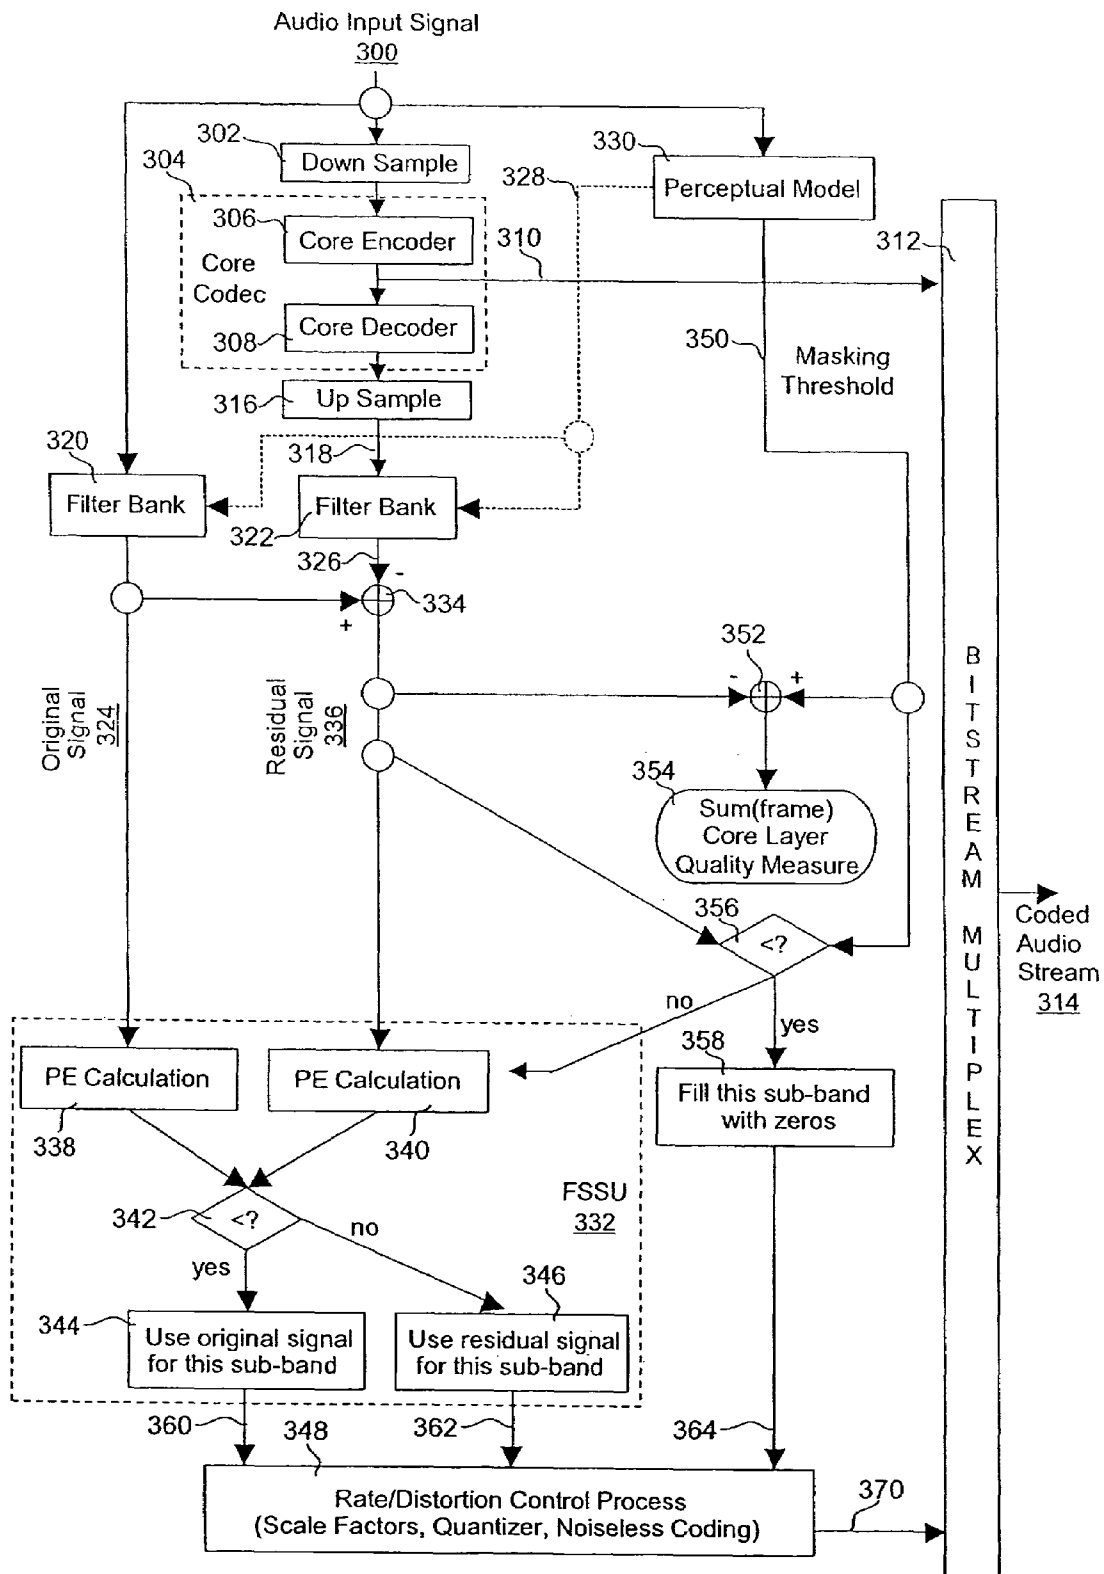 Audio Input Signal
300
302
Down Sample
330
Perceptual Model
304
328
306
Core Encoder
310
312
Core
Codec
308
Core Decoder
350
Masking
Threshold
316
Up Sample
320
318
Filter Bank
322
Filter Bank
326
-
334
+
352
-
+
Original
Signal
324
Residual
Signal
336
354
Sum(frame)
Core Layer
Quality Measure
BITSTREAM MULTIPLEX
Coded
Audio
Stream
314
356
<?
no
yes
358
PE Calculation
PE Calculation
Fill this sub-band
with zeros
338
340
FSSU
332
342
<?
no
yes
346
344
Use original signal
for this sub-band
Use residual signal
for this sub-band
360
348
362
364
370
Rate/Distortion Control Process
(Scale Factors, Quantizer, Noiseless Coding)